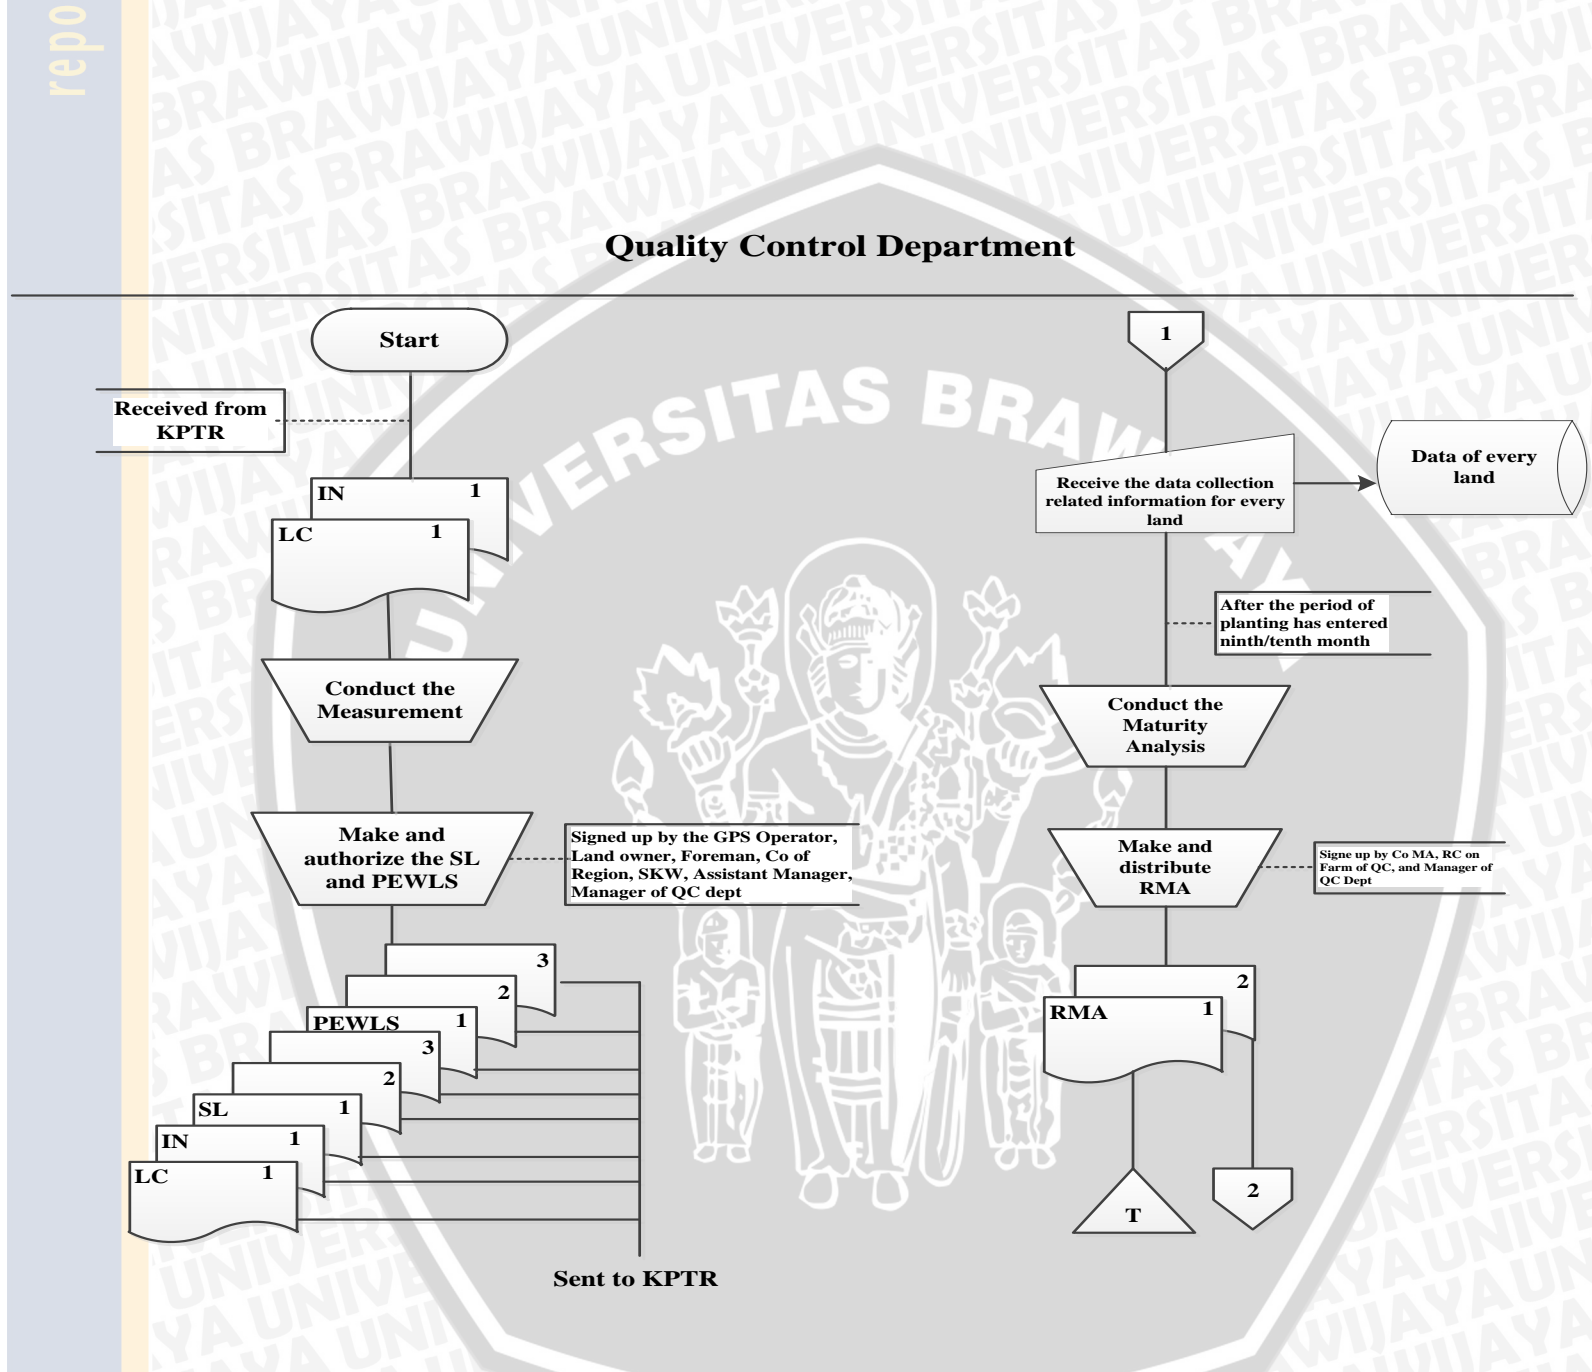 repo
Quality Control Department
Start
Received from
KPTR
IN 1
LC 1
Conduct the
Measurement
Make and
authorize the SL
and PEWLS
Signed up by the GPS Operator,
Land owner, Foreman, Co of
Region, SKW, Assistant Manager,
Manager of QC dept
3
2
PEWLS 1
3
2
SL 1
IN 1
LC 1
Sent to KPTR
1
Receive the data collection
related information for every
land
Data of every
land
After the period of
planting has entered
ninth/tenth month
Conduct the
Maturity
Analysis
Make and
distribute
RMA
Signe up by Co MA, RC on
Farm of QC, and Manager of
QC Dept
2
RMA 1
T
2
UNIVERSITAS BRAWIJAYA